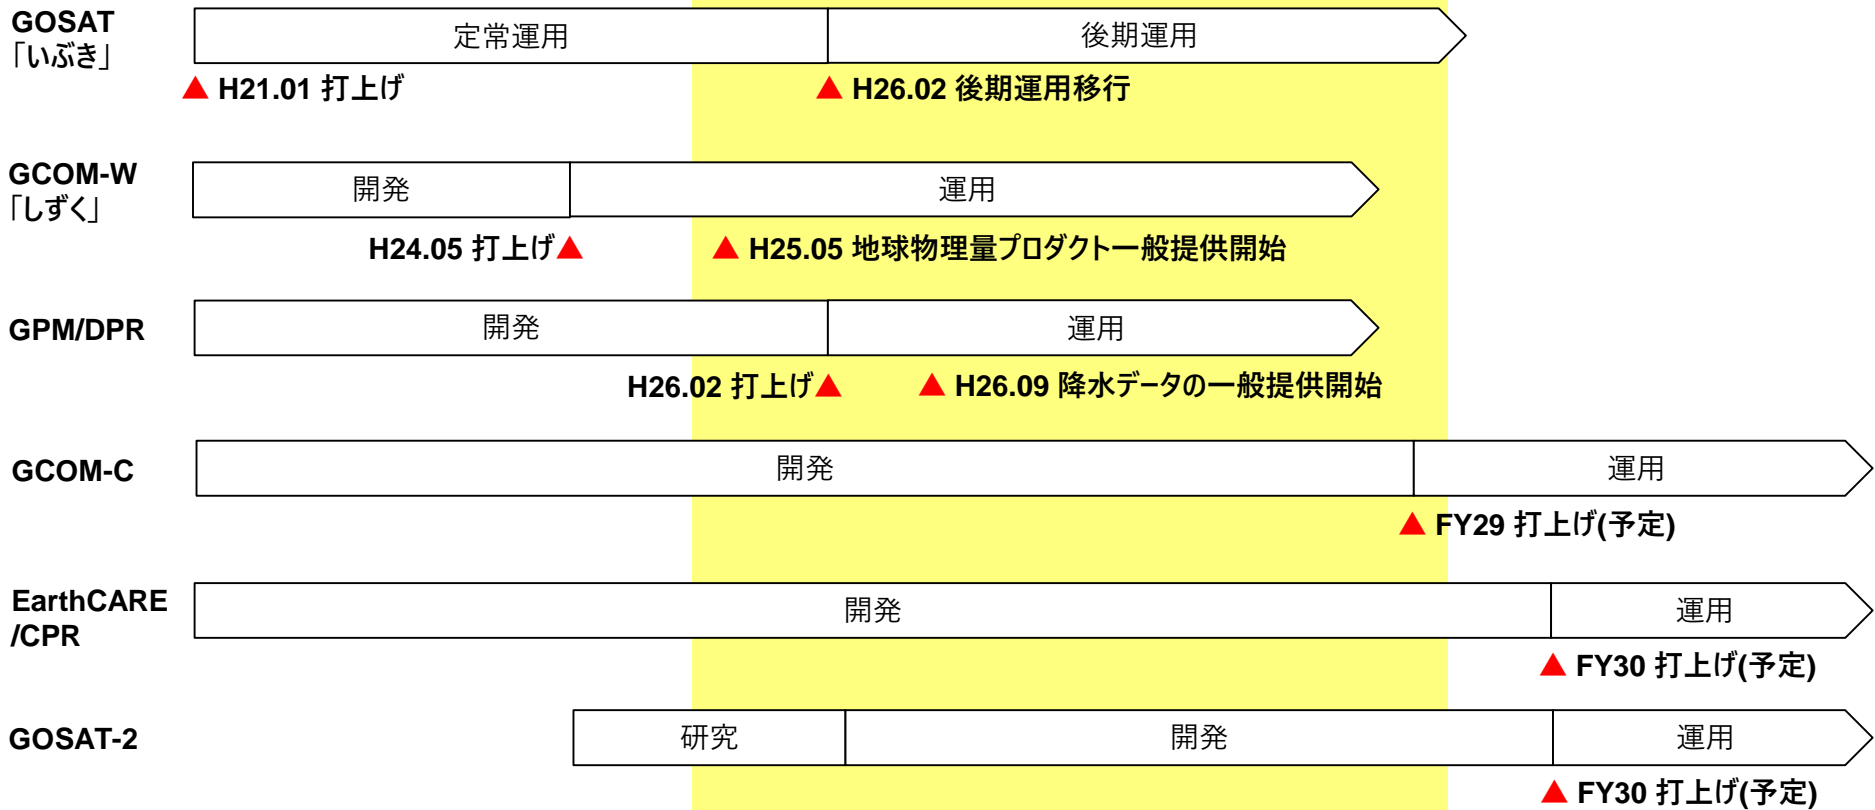 GOSAT
「いぶき」
定常運用
後期運用
▲ H21.01 打上げ
▲ H26.02 後期運用移行
GCOM-W
「しずく」
開発
運用
H24.05 打上げ▲
▲ H25.05 地球物理量プロダクト一般提供開始
GPM/DPR
開発
運用
H26.02 打上げ▲
▲ H26.09 降水データの一般提供開始
GCOM-C
開発
運用
▲ FY29 打上げ(予定)
EarthCARE
/CPR
開発
運用
▲ FY30 打上げ(予定)
GOSAT-2
研究
開発
運用
▲ FY30 打上げ(予定)